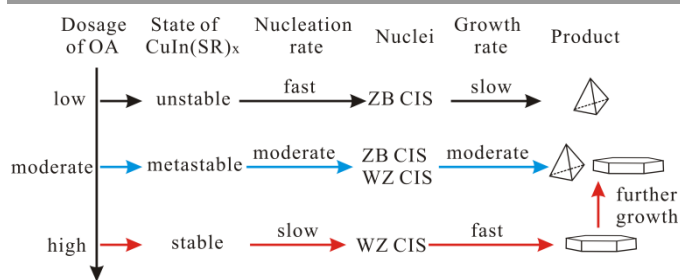 Dosage of OA
State of CuIn(SR)x
Nucleation rate
Nuclei
Growth rate
Product
low
unstable
fast
ZB CIS
slow
moderate
metastable
moderate
ZB CIS
WZ CIS
moderate
further growth
high
stable
slow
WZ CIS
fast